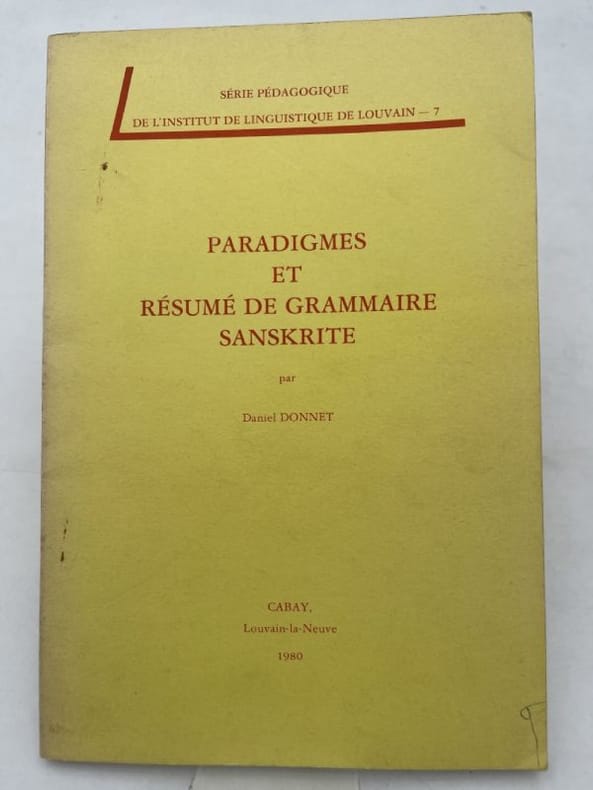 SÉRIE PÉDAGOGIQUE
DE L'INSTITUT DE LINGUISTIQUE DE LOUVAIN — 7
PARADIGMES
ET
RÉSUMÉ DE GRAMMAIRE
SANSKRITE
par
Daniel DONNET
CABAY,
Louvain-la-Neuve
1980